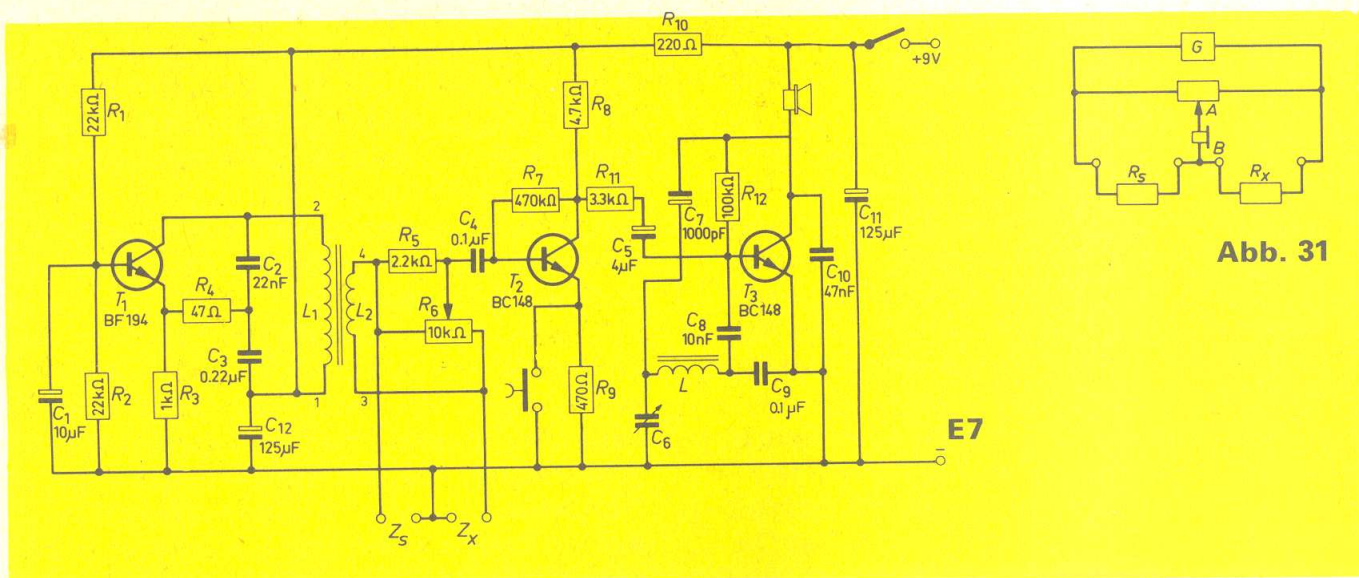 R10
220Ω
+9V
G
A
B
RS
RX
Abb. 31
22kΩ
R1
4.7kΩ
R8
R7
470kΩ
R11
3.3kΩ
100kΩ
R12
C7
1000pF
C11
125µF
2
C2
22nF
T1
BF194
R4
47Ω
L1
L2
4
R5
2.2kΩ
C4
0.1µF
R6
10kΩ
T2
BC148
C5
4µF
T3
BC148
C10
47nF
C3
0.22µF
C8
10nF
C1
10µF
22kΩ
R2
1kΩ
R3
1
3
C12
125µF
470Ω
R9
L
C9
0.1µF
C6
E7
−
ZS
ZX